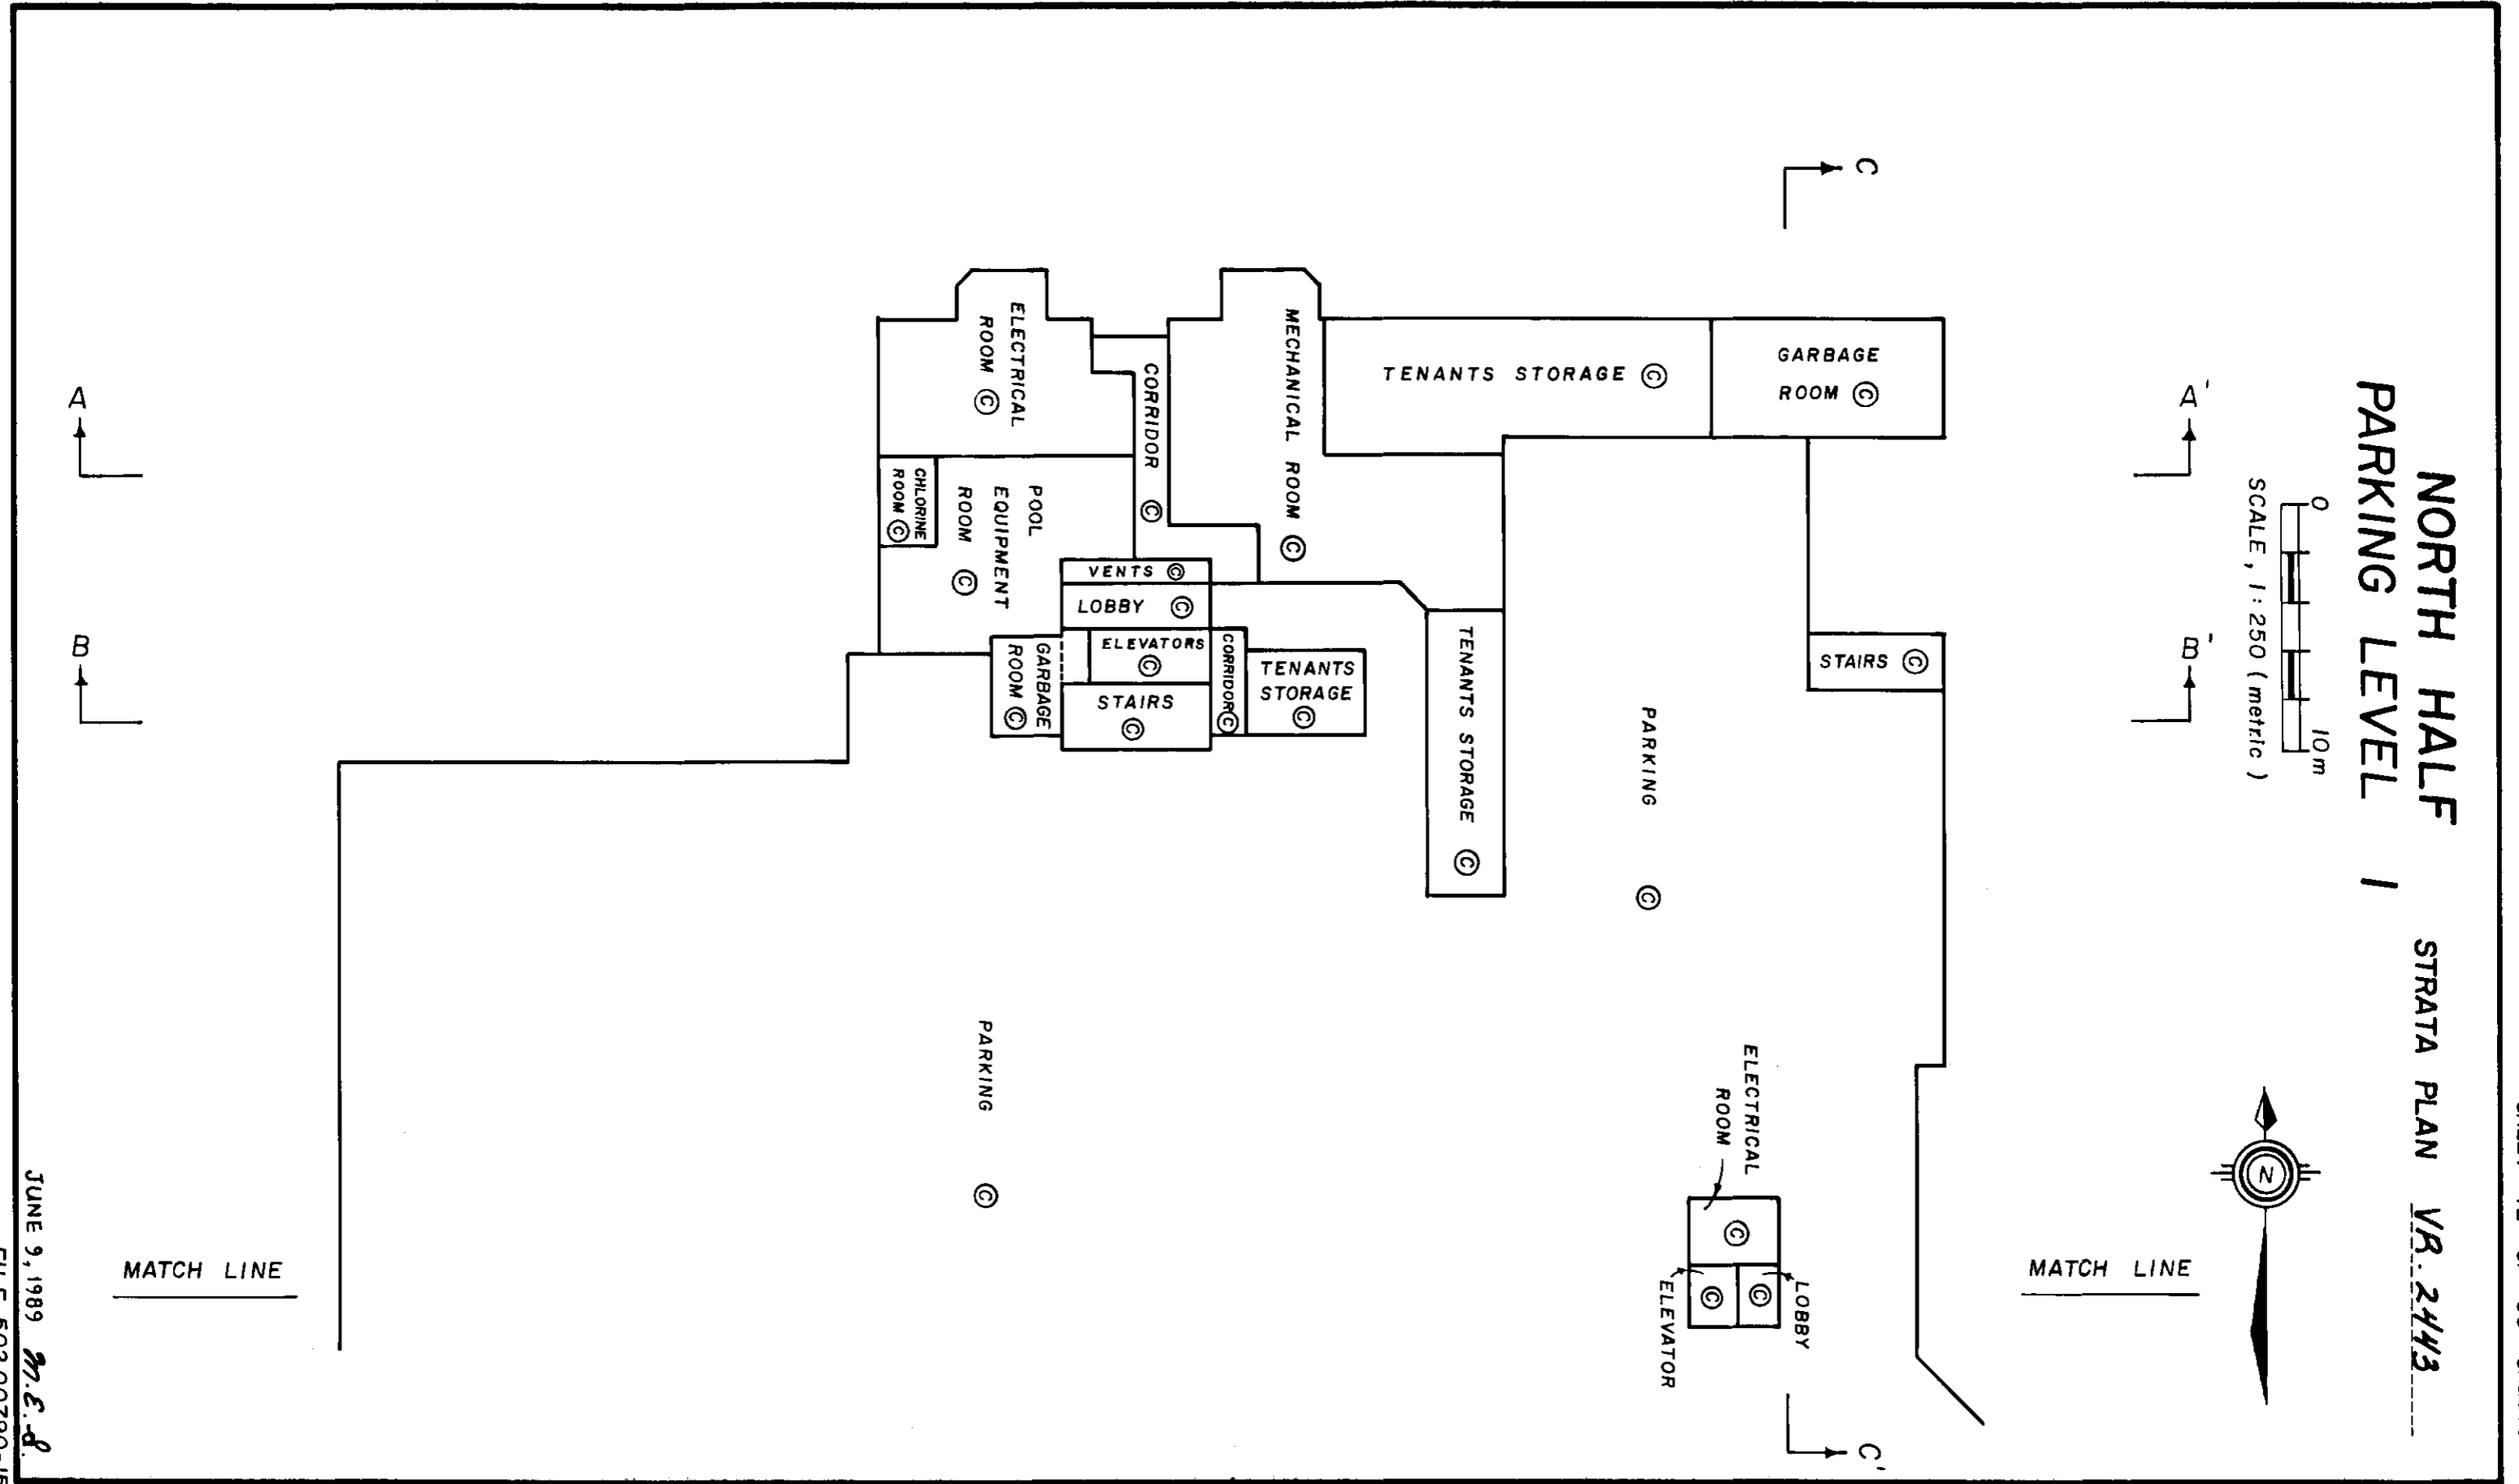 NORTH HALF
PARKING LEVEL 1
STRATA PLAN VR. 2443
0 10 m
SCALE, 1:250 (metric)
N
C
A
A'
B
B'
C'
ELECTRICAL
ROOM ©
CORRIDOR ©
MECHANICAL ROOM ©
TENANTS STORAGE ©
GARBAGE
ROOM ©
CHLORINE
ROOM ©
POOL
EQUIPMENT
ROOM ©
VENTS ©
LOBBY ©
ELEVATORS
©
STAIRS
©
CORRIDOR ©
GARBAGE
ROOM ©
TENANTS
STORAGE
©
TENANTS STORAGE ©
STAIRS ©
PARKING ©
PARKING ©
ELECTRICAL
ROOM
©
©
©
LOBBY
ELEVATOR
MATCH LINE
MATCH LINE
JUNE 9, 1989 M.E.S.